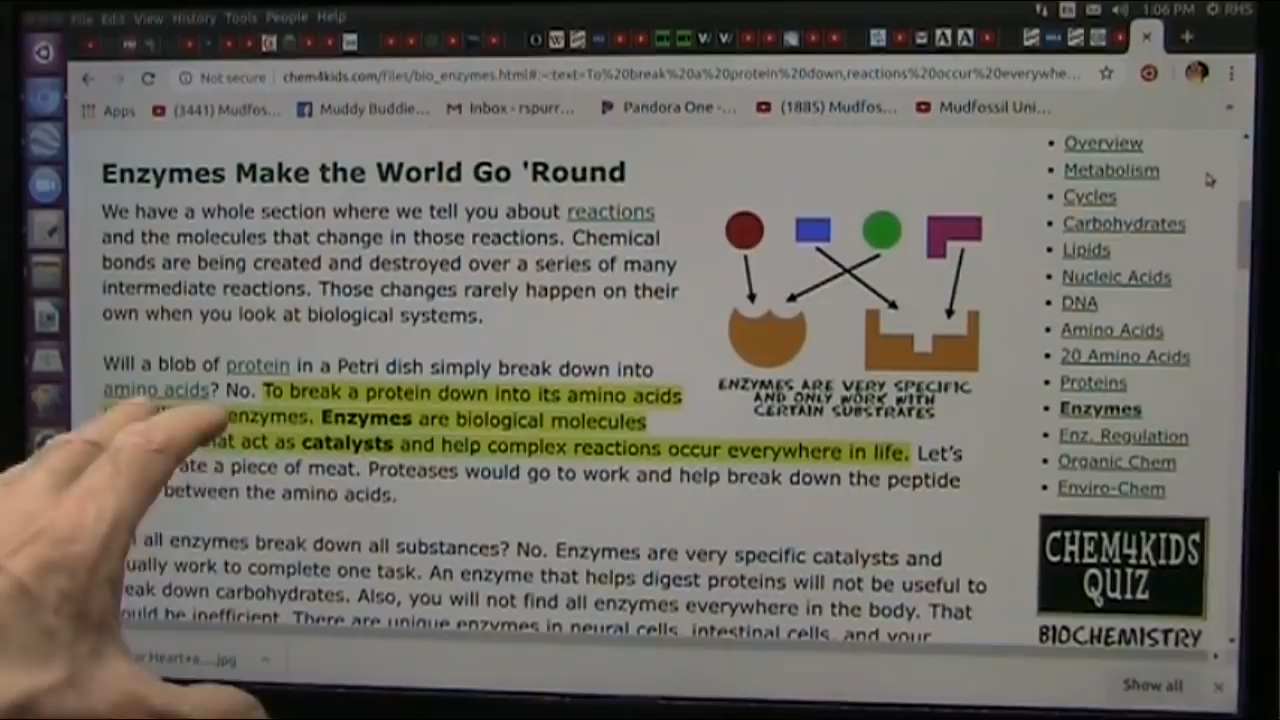 File Edit View History Tools People Help
1:06 PM RHS
Not secure chem4kids.com/files/bio_enzymes.html#:~:text=To%20break%20a%20protein%20down,reactions%20occur%20everywhe...
Apps (3441) Mudfos... Muddy Buddie... Inbox - rspurr... Pandora One -... (1885) Mudfos... Mudfossil Uni...
Enzymes Make the World Go 'Round
We have a whole section where we tell you about reactions
and the molecules that change in those reactions. Chemical
bonds are being created and destroyed over a series of many
intermediate reactions. Those changes rarely happen on their
own when you look at biological systems.
Will a blob of protein in a Petri dish simply break down into
amino acids? No. To break a protein down into its amino acids
enzymes. Enzymes are biological molecules
at act as catalysts and help complex reactions occur everywhere in life. Let's
ate a piece of meat. Proteases would go to work and help break down the peptide
between the amino acids.
all enzymes break down all substances? No. Enzymes are very specific catalysts and
ually work to complete one task. An enzyme that helps digest proteins will not be useful to
eak down carbohydrates. Also, you will not find all enzymes everywhere in the body. That
ould be inefficient. There are unique enzymes in neural cells, intestinal cells, and your
ENZYMES ARE VERY SPECIFIC
AND ONLY WORK WITH
CERTAIN SUBSTRATES
Overview
Metabolism
Cycles
Carbohydrates
Lipids
Nucleic Acids
DNA
Amino Acids
20 Amino Acids
Proteins
Enzymes
Enz. Regulation
Organic Chem
Enviro-Chem
CHEM4KIDS
QUIZ
BIOCHEMISTRY
Heart+a....jpg
Show all